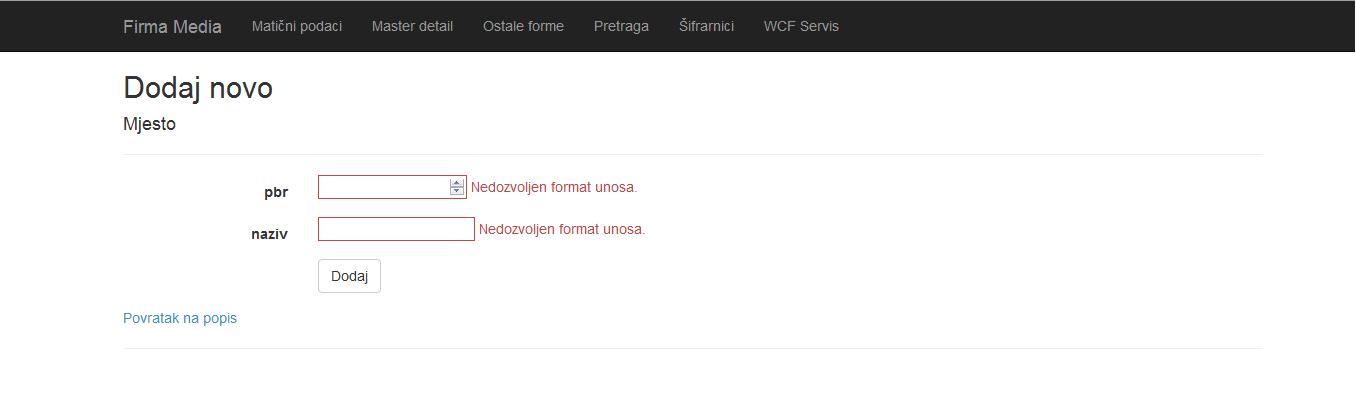 Firma Media Matični podaci Master detail Ostale forme Pretraga Šifrarnici WCF Servis
Dodaj novo
Mjesto
pbr Nedozvoljen format unosa.
naziv Nedozvoljen format unosa.
Dodaj
Povratak na popis